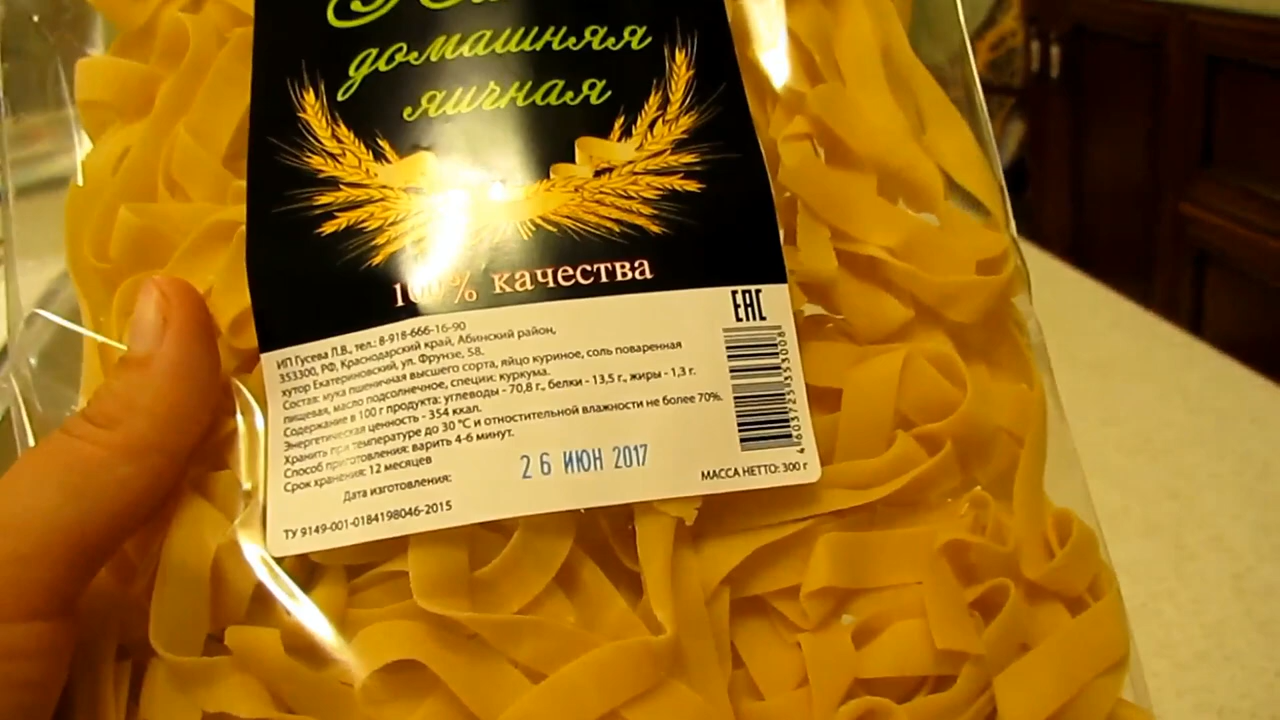 домашняя
яичная
100% качества
ЕАС
ИП Гусева Л.В., тел.: 8-918-666-16-90
353300, РФ, Краснодарский край, Абинский район,
хутор Екатериновский, ул. Фрунзе, 58.
Состав: мука пшеничная высшего сорта, яйцо куриное, соль поваренная
пищевая, масло подсолнечное, специи: куркума.
Содержание в 100 г продукта: углеводы - 70,8 г., белки - 13,5 г., жиры - 1,3 г.
Энергетическая ценность - 354 ккал.
Хранить при температуре до 30 °С и отностительной влажности не более 70%.
Способ приготовления: варить 4-6 минут.
Срок хранения: 12 месяцев
Дата изготовления:
26 ИЮН 2017
МАССА НЕТТО: 300 г
ТУ 9149-001-0184198046-2015
4 603725 353008